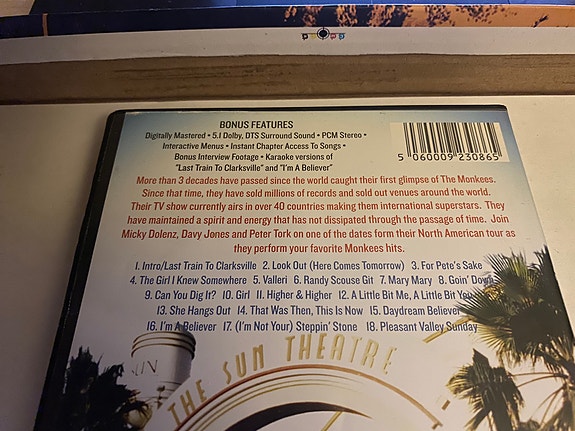 BONUS FEATURES
Digitally Mastered • 5.1 Dolby, DTS Surround Sound • PCM Stereo •
Interactive Menus • Instant Chapter Access To Songs •
Bonus Interview Footage • Karaoke versions of
"Last Train To Clarksville" and "I'm A Believer"
5 060009 230865
More than 3 decades have passed since the world caught their first glimpse of The Monkees.
Since that time, they have sold millions of records and sold out venues around the world.
Their TV show currently airs in over 40 countries making them international superstars. They
have maintained a spirit and energy that has not dissipated through the passage of time. Join
Micky Dolenz, Davy Jones and Peter Tork on one of the dates form their North American tour as
they perform your favorite Monkees hits.
1. Intro/Last Train To Clarksville 2. Look Out (Here Comes Tomorrow) 3. For Pete's Sake
4. The Girl I Knew Somewhere 5. Valleri 6. Randy Scouse Git 7. Mary Mary 8. Goin' Down
9. Can You Dig It? 10. Girl 11. Higher & Higher 12. A Little Bit Me, A Little Bit You
13. She Hangs Out 14. That Was Then, This Is Now 15. Daydream Believer
16. I'm A Believer 17. (I'm Not Your) Steppin' Stone 18. Pleasant Valley Sunday
SUN
THE SUN THEATRE